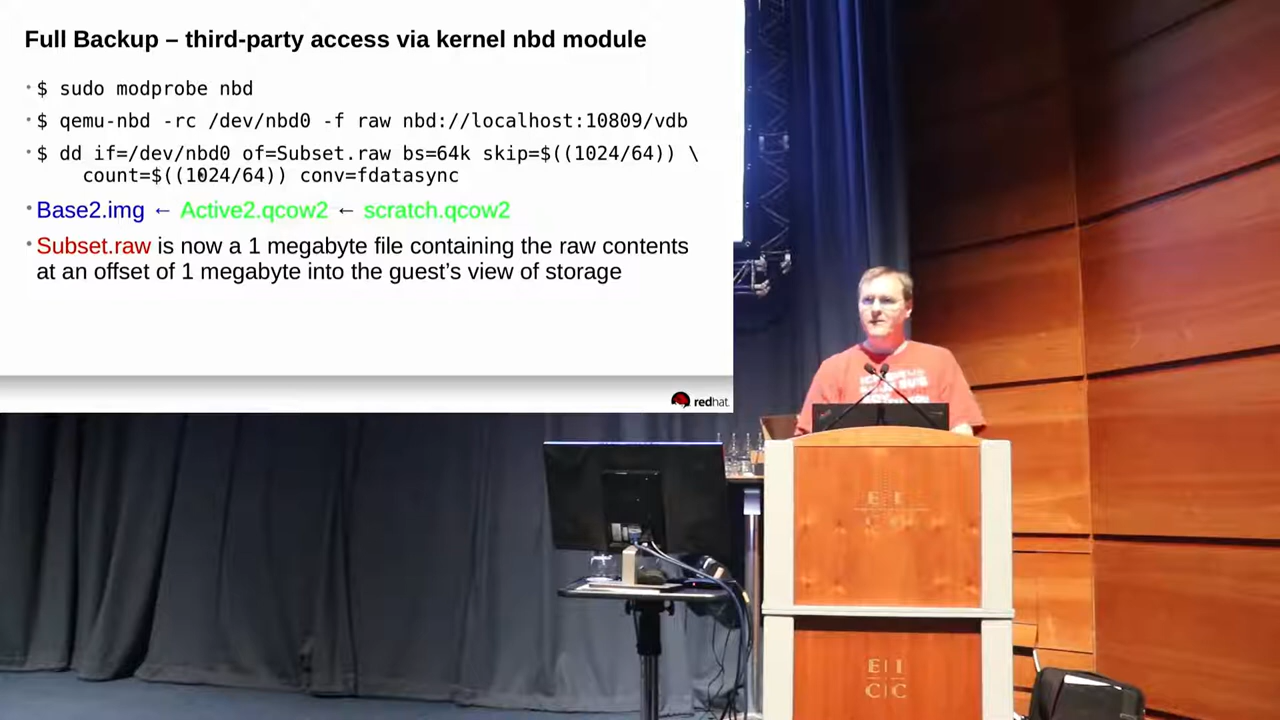 Full Backup – third-party access via kernel nbd module
$ sudo modprobe nbd
$ qemu-nbd -rc /dev/nbd0 -f raw nbd://localhost:10809/vdb
$ dd if=/dev/nbd0 of=Subset.raw bs=64k skip=$((1024/64)) \
count=$((1024/64)) conv=fdatasync
Base2.img ← Active2.qcow2 ← scratch.qcow2
Subset.raw is now a 1 megabyte file containing the raw contents
at an offset of 1 megabyte into the guest’s view of storage
redhat.
E I
C C
E I
C C